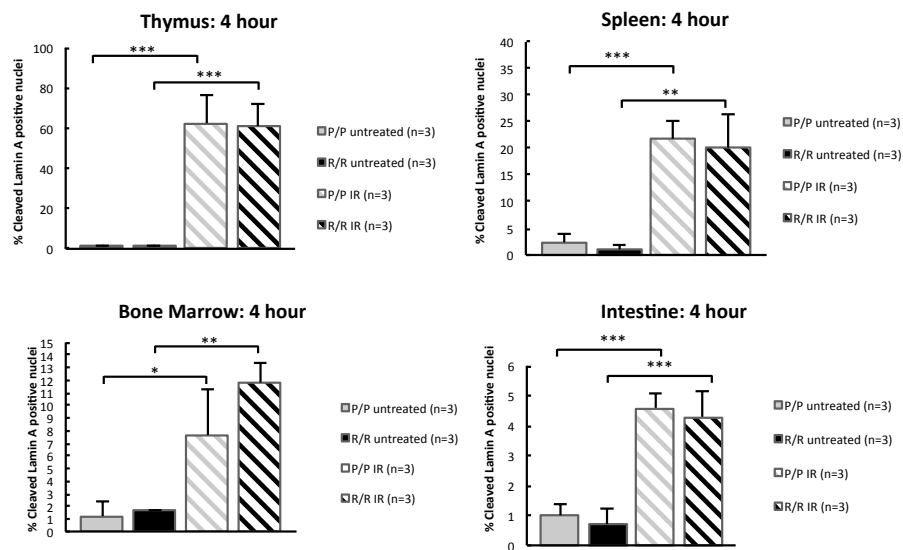 Thymus: 4 hour
% Cleaved Lamin A positive nuclei
100
80
60
40
20
0
***
***
P/P untreated (n=3)
R/R untreated (n=3)
P/P IR (n=3)
R/R IR (n=3)
Spleen: 4 hour
% Cleaved Lamin A positive nuclei
40
35
30
25
20
15
10
5
0
***
**
P/P untreated (n=3)
R/R untreated (n=3)
P/P IR (n=3)
R/R IR (n=3)
Bone Marrow: 4 hour
% Cleaved Lamin A positive nuclei
15
14
13
12
11
10
9
8
7
6
5
4
3
2
1
0
**
*
P/P untreated (n=3)
R/R untreated (n=3)
P/P IR (n=3)
R/R IR (n=3)
Intestine: 4 hour
% Cleaved Lamin A positive nuclei
6
5
4
3
2
1
0
***
***
P/P untreated (n=3)
R/R untreated (n=3)
P/P IR (n=3)
R/R IR (n=3)